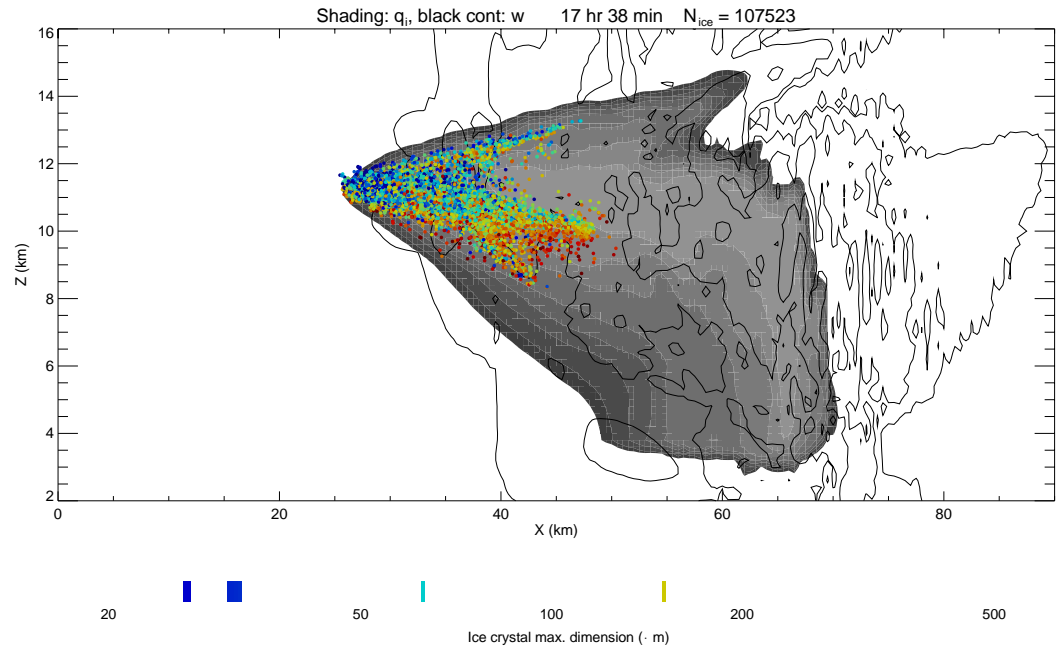 Shading: qi, black cont: w 17 hr 38 min Nice = 107523
16
14
12
10
8
6
4
2
Z (km)
0 20 40 60 80
X (km)
20 50 100 200 500
Ice crystal max. dimension (· m)